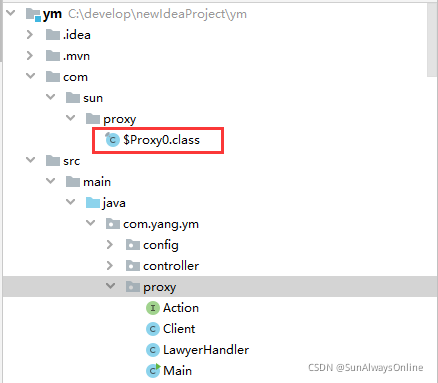 ym C:\develop\newIdeaProject\ym
.idea
.mvn
com
sun
proxy
$Proxy0.class
src
main
java
com.yang.ym
config
controller
proxy
I Action
C Client
C LawyerHandler
C Main
CSDN @SunAlwaysOnline